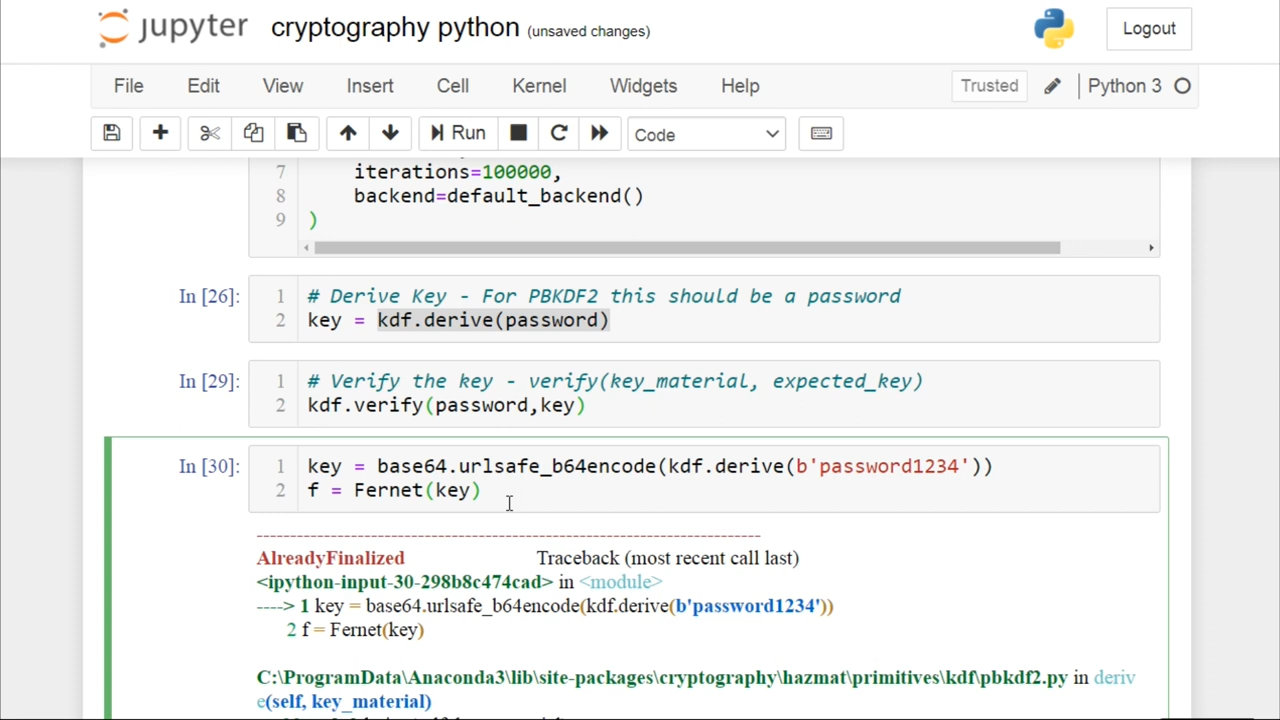 jupyter cryptography python (unsaved changes) Logout
File Edit View Insert Cell Kernel Widgets Help Trusted Python 3
Run Code
7 iterations=100000,
8 backend=default_backend()
9 )
In [26]: 1 # Derive Key - For PBKDF2 this should be a password
2 key = kdf.derive(password)
In [29]: 1 # Verify the key - verify(key_material, expected_key)
2 kdf.verify(password,key)
In [30]: 1 key = base64.urlsafe_b64encode(kdf.derive(b'password1234'))
2 f = Fernet(key)
---------------------------------------------------------------------------
AlreadyFinalized Traceback (most recent call last)
<ipython-input-30-298b8c474cad> in <module>
----> 1 key = base64.urlsafe_b64encode(kdf.derive(b'password1234'))
2 f = Fernet(key)
C:\ProgramData\Anaconda3\lib\site-packages\cryptography\hazmat\primitives\kdf\pbkdf2.py in deriv
e(self, key_material)